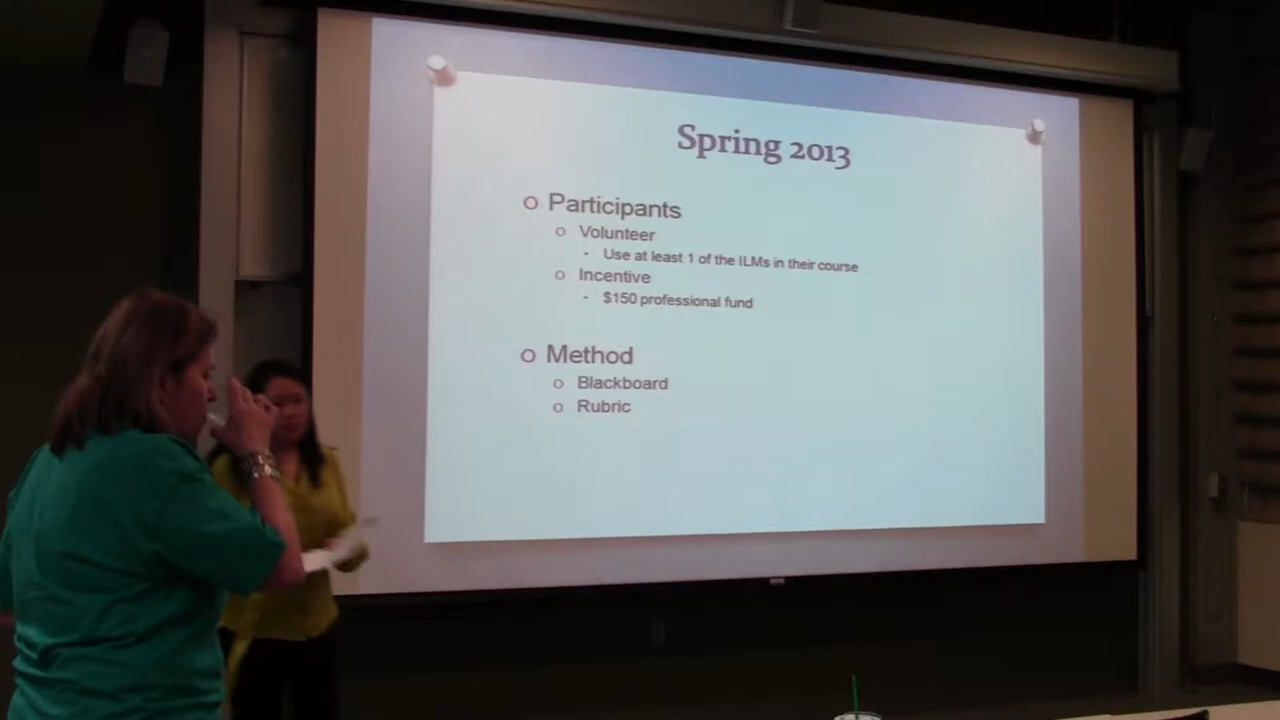 Spring 2013
o Participants
o Volunteer
- Use at least 1 of the ILMs in their course
o Incentive
- $150 professional fund
o Method
o Blackboard
o Rubric